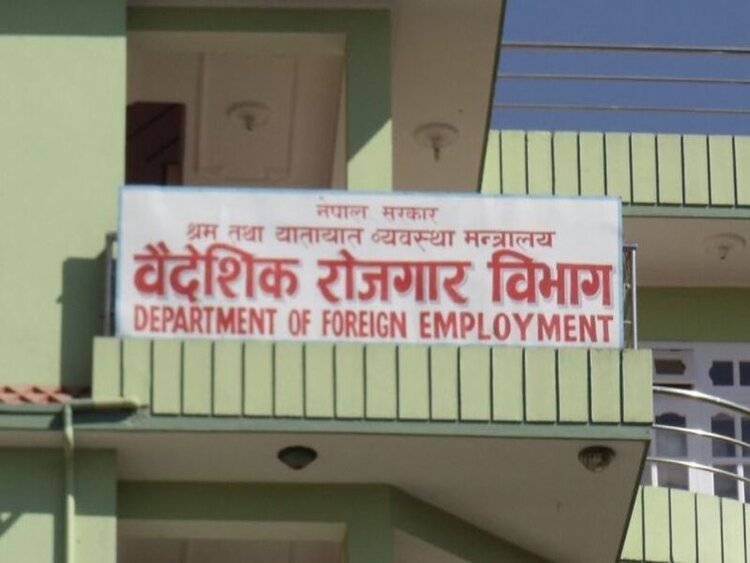 नेपाल सरकार
श्रम तथा यातायात व्यवस्था मन्त्रालय
वैदेशिक रोजगार विभाग
DEPARTMENT OF FOREIGN EMPLOYMENT